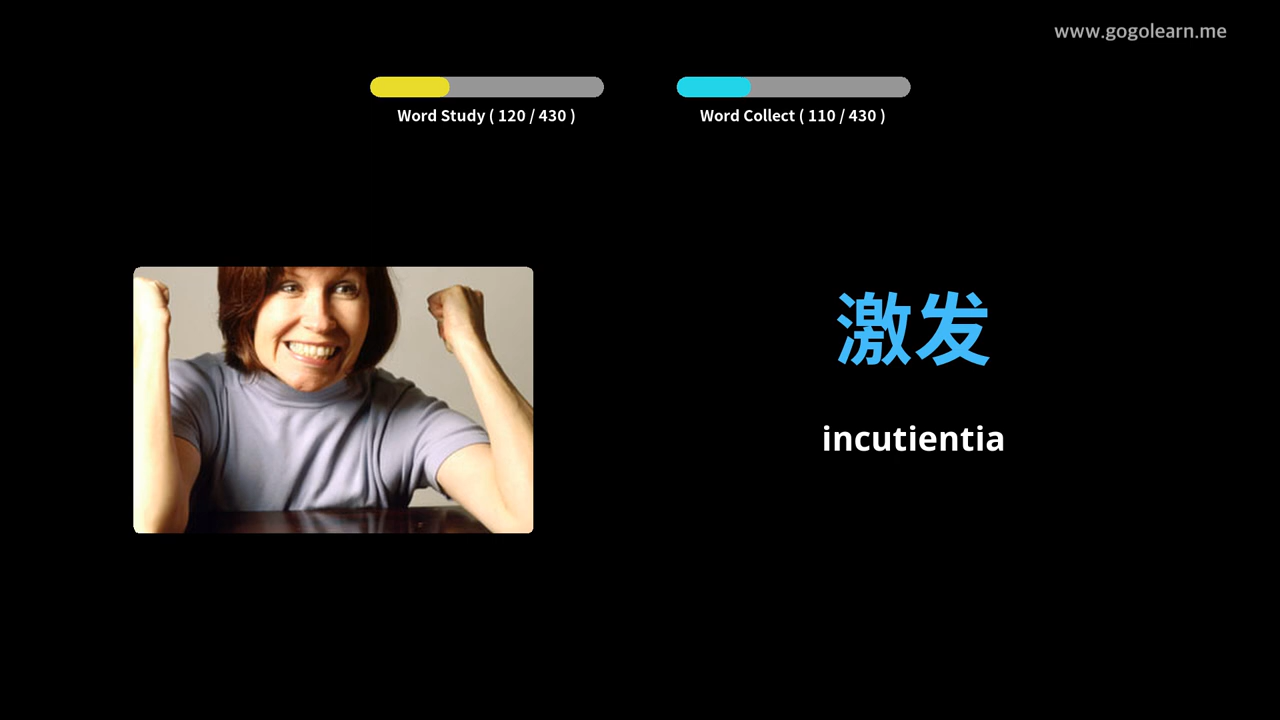 www.gogolearn.me
Word Study ( 120 / 430 )
Word Collect ( 110 / 430 )
激发
incutientia